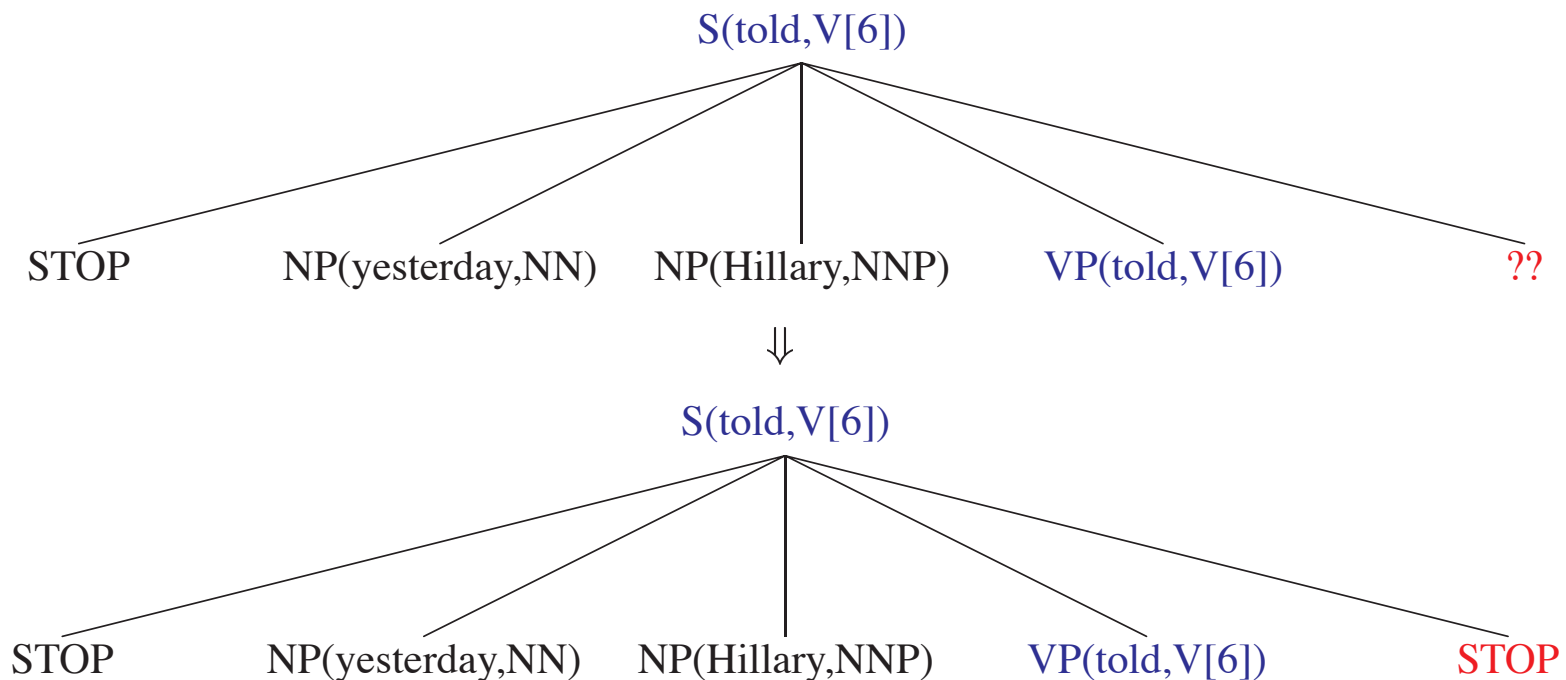 S(told,V[6])
STOP NP(yesterday,NN) NP(Hillary,NNP) VP(told,V[6]) ??
⇓
S(told,V[6])
STOP NP(yesterday,NN) NP(Hillary,NNP) VP(told,V[6]) STOP